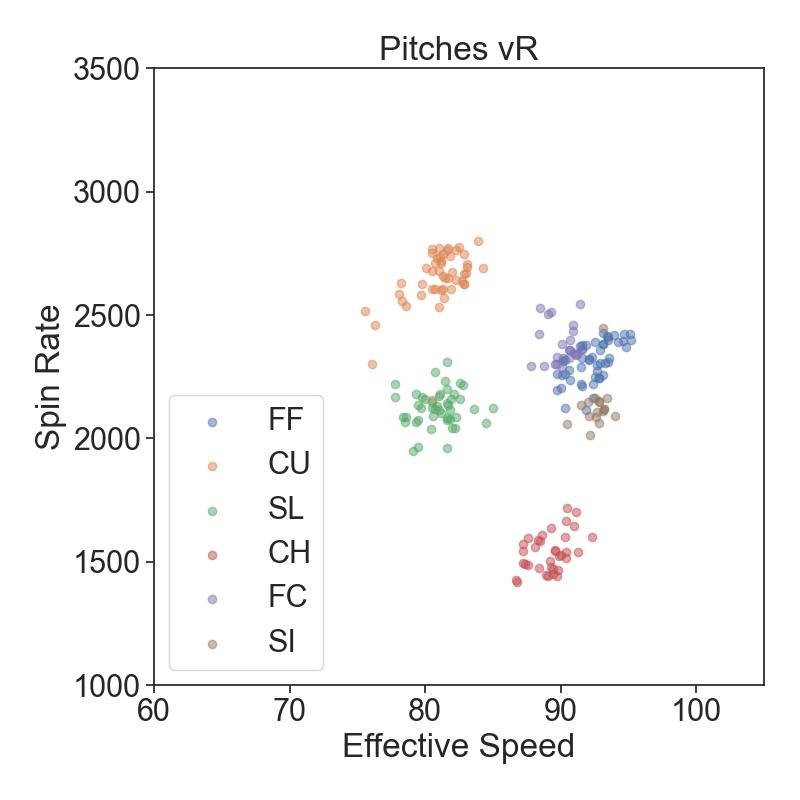 Pitches vR
3500
3000
2500
2000
1500
1000
Spin Rate
FF
CU
SL
CH
FC
SI
60 70 80 90 100
Effective Speed